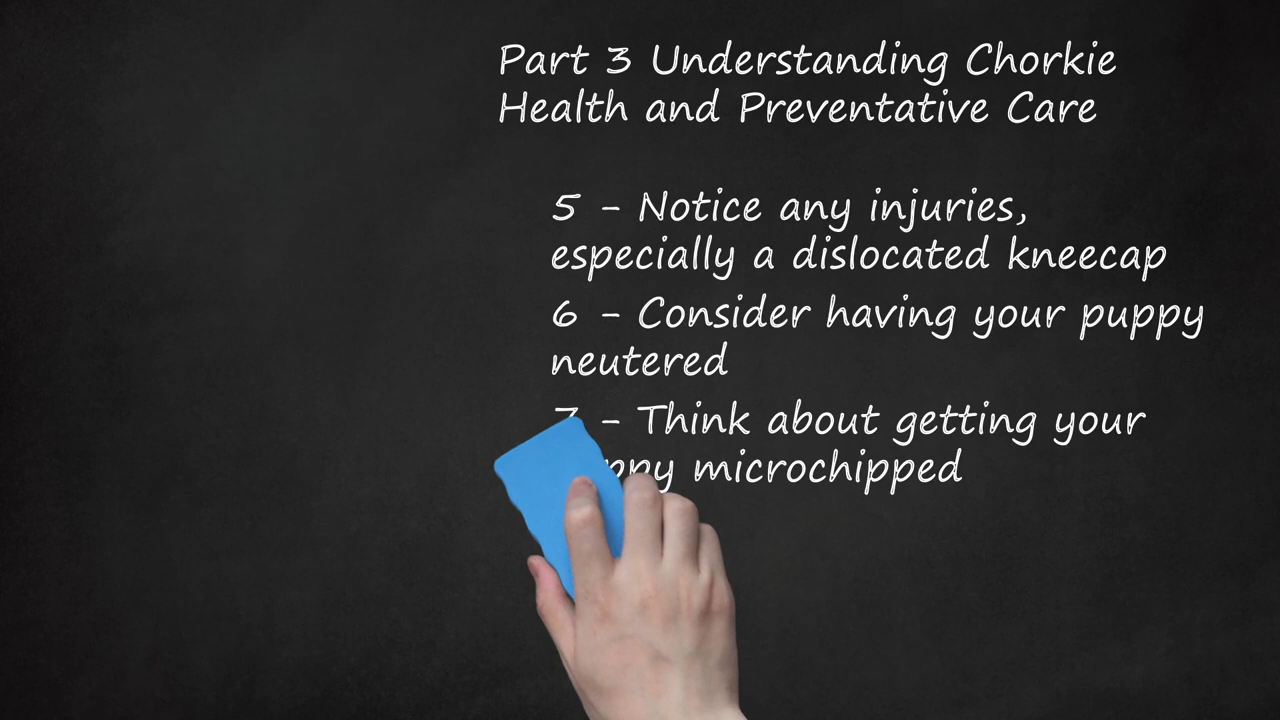 Part 3 Understanding Chorkie
Health and Preventative Care
5 - Notice any injuries,
especially a dislocated kneecap
6 - Consider having your puppy
neutered
7 - Think about getting your
microchipped